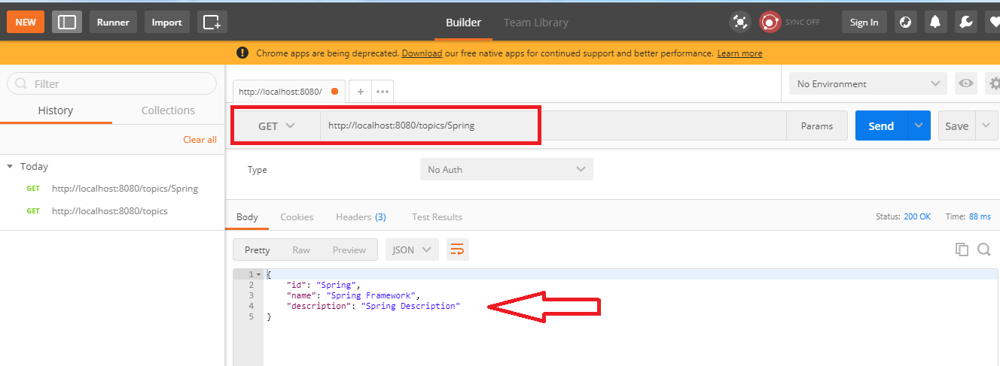 NEW Runner Import Builder Team Library SYNC OFF Sign In
Chrome apps are being deprecated. Download our free native apps for continued support and better performance. Learn more
Filter
History Collections
Clear all
Today
GET http://localhost:8080/topics/Spring
GET http://localhost:8080/topics
http://localhost:8080/ + ••• No Environment
GET http://localhost:8080/topics/Spring Params Send Save
Type No Auth
Body Cookies Headers (3) Test Results Status: 200 OK Time: 88 ms
Pretty Raw Preview JSON
1 {
2 "id": "Spring",
3 "name": "Spring Framework",
4 "description": "Spring Description"
5 }